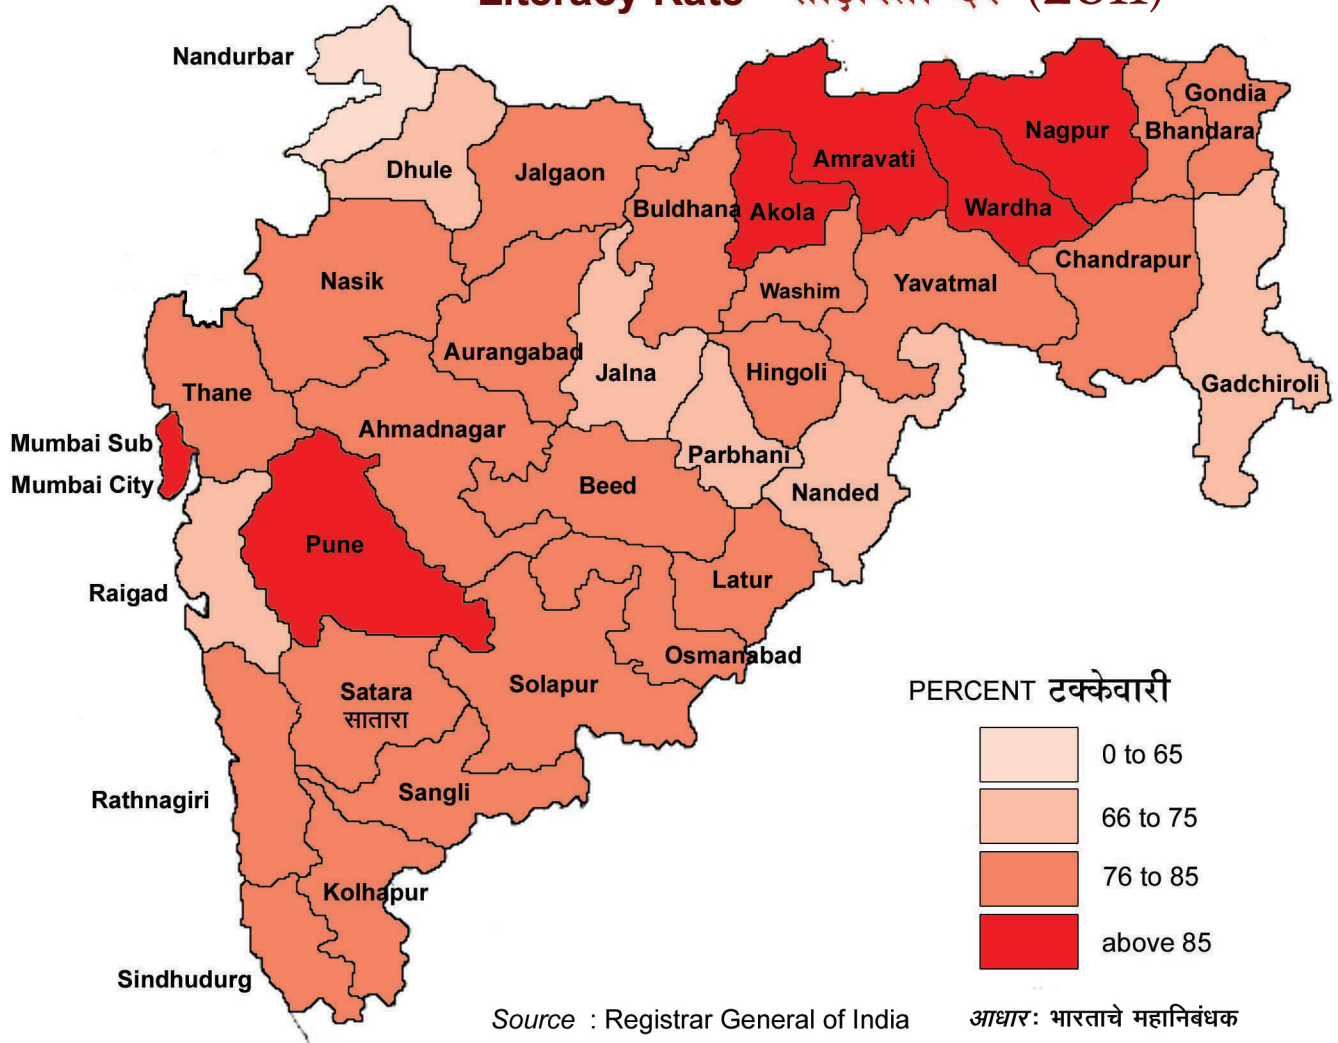 Literacy Rate (2011)
Nandurbar
Gondia
Nagpur
Bhandara
Amravati
Dhule
Jalgaon
Buldhana
Akola
Wardha
Chandrapur
Nasik
Washim
Yavatmal
Aurangabad
Jalna
Hingoli
Gadchiroli
Thane
Ahmadnagar
Mumbai Sub
Parbhani
Mumbai City
Beed
Nanded
Pune
Latur
Raigad
Osmanabad
Solapur
Satara
सातारा
Sangli
Rathnagiri
Kolhapur
Sindhudurg
PERCENT टक्केवारी
0 to 65
66 to 75
76 to 85
above 85
Source : Registrar General of India
आधार: भारताचे महानिबंधक